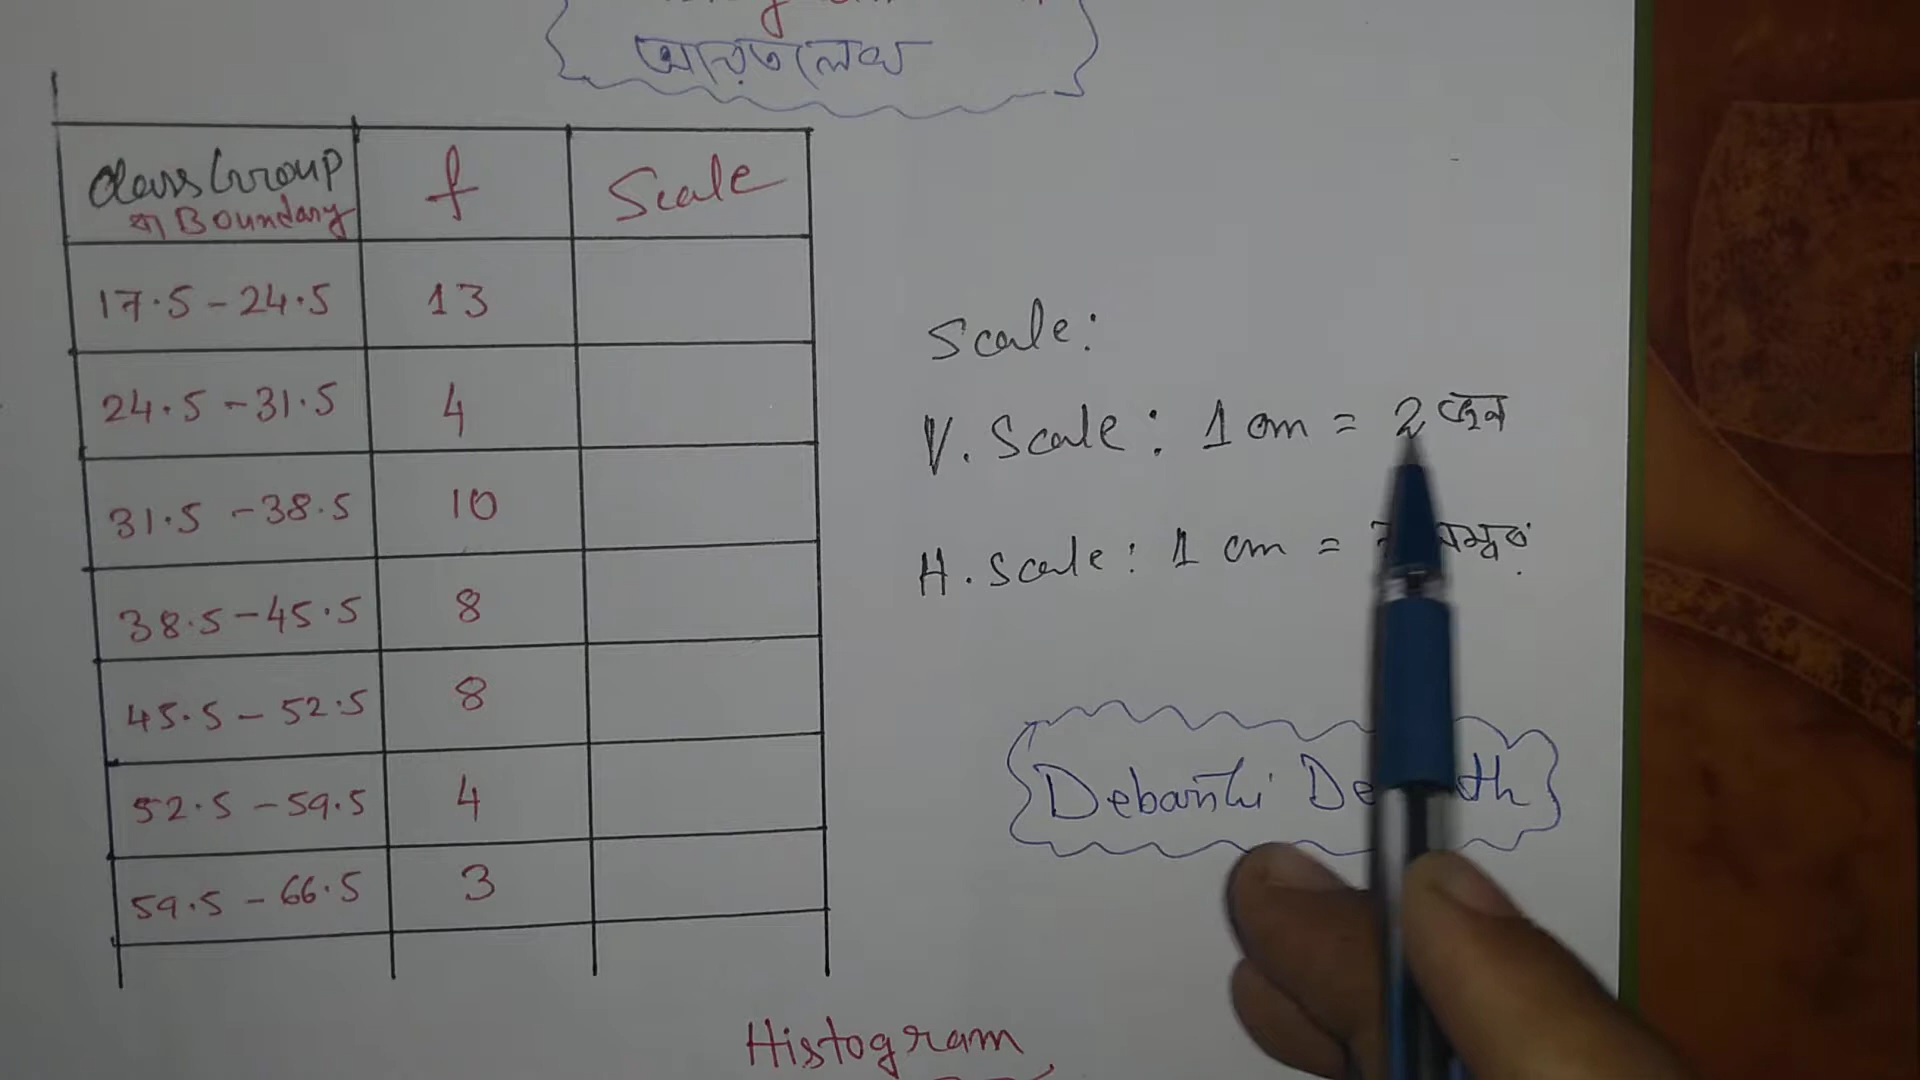 আয়তলেখ
Class Group
বা Boundary
f
Scale
17.5 - 24.5
13
24.5 - 31.5
4
31.5 - 38.5
10
38.5 - 45.5
8
45.5 - 52.5
8
52.5 - 59.5
4
59.5 - 66.5
3
Scale:
V. Scale: 1 cm = 2 জন
H. Scale: 1 cm =
Debanti
Histogram